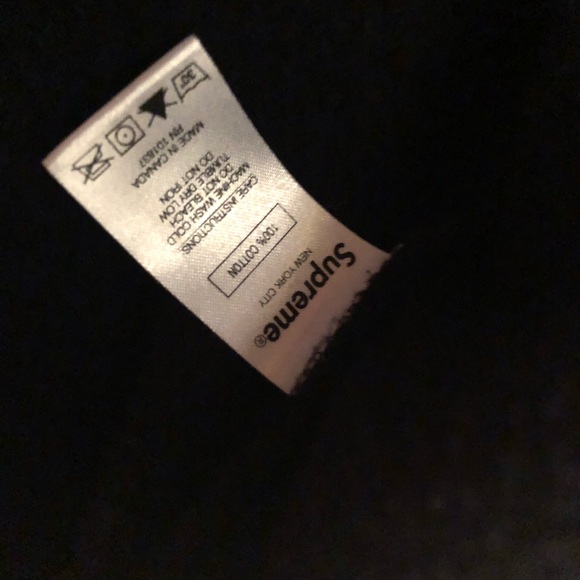 Supreme®
NEW YORK CITY
100% COTTON
CARE INSTRUCTIONS:
MACHINE WASH COLD
DO NOT BLEACH
TUMBLE DRY LOW
DO NOT IRON
RN 101837
MADE IN CANADA
30°